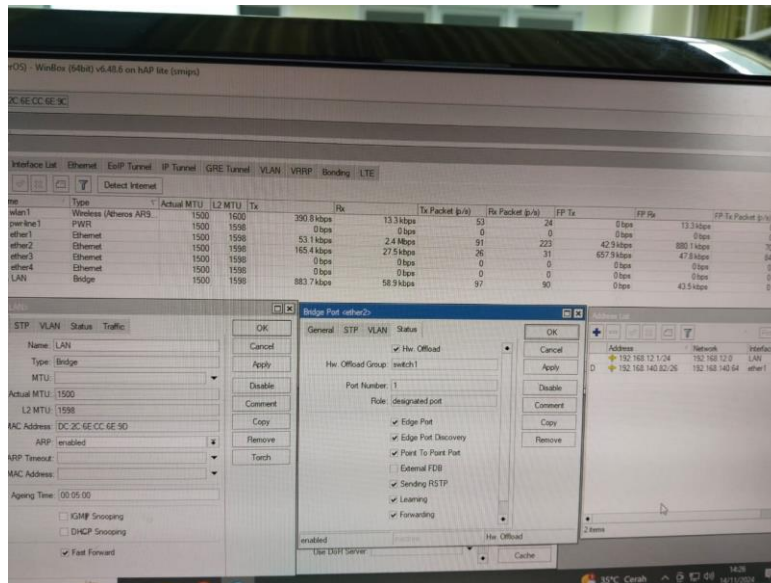 rOS) - WinBox (64bit) v6.48.6 on hAP lite (smips)
2C:6E:CC:6E:9C
Interface List Ethernet EoIP Tunnel IP Tunnel GRE Tunnel VLAN VRRP Bonding LTE
Detect Internet
me Type Actual MTU L2 MTU Tx Rx Tx Packet (p/s) Rx Packet (p/s) FP Tx FP Rx FP Tx Packet (p/s)
wlan1 Wireless (Atheros AR9... 1500 1600 390.8 kbps 13.3 kbps 53 24 0 bps 13.3 kbps
pwr-line1 PWR 1500 1598 0 bps 0 bps 0 0 0 bps 0 bps
ether1 Ethernet 1500 1598 53.1 kbps 2.4 Mbps 91 223 42.9 kbps 880.1 kbps
ether2 Ethernet 1500 1598 165.4 kbps 27.5 kbps 26 31 657.9 kbps 47.8 kbps
ether3 Ethernet 1500 1598 0 bps 0 bps 0 0 0 bps 0 bps
ether4 Ethernet 1500 1598 0 bps 0 bps 0 0 0 bps 0 bps
LAN Bridge 1500 1598 883.7 kbps 58.9 kbps 97 90 0 bps 43.5 kbps
STP VLAN Status Traffic
Name: LAN
Type: Bridge
MTU:
Actual MTU: 1500
L2 MTU: 1598
MAC Address: DC:2C:6E:CC:6E:9D
ARP: enabled
ARP Timeout:
MAC Address:
Ageing Time: 00:05:00
IGMP Snooping
DHCP Snooping
Fast Forward
OK
Cancel
Apply
Disable
Comment
Copy
Remove
Torch
Bridge Port <ether2>
General STP VLAN Status
Hw. Offload
Hw. Offload Group: switch1
Port Number: 1
Role: designated port
Edge Port
Edge Port Discovery
Point To Point Port
External FDB
Sending RSTP
Learning
Forwarding
enabled inactive Hw. Offload
OK
Cancel
Apply
Disable
Comment
Copy
Remove
Address List
Address Network Interfac
192.168.12.1/24 192.168.12.0 LAN
D 192.168.140.82/26 192.168.140.64 ether1
2 items
Use DoH Server
Cache
35°C Cerah
14:26
14/11/2024